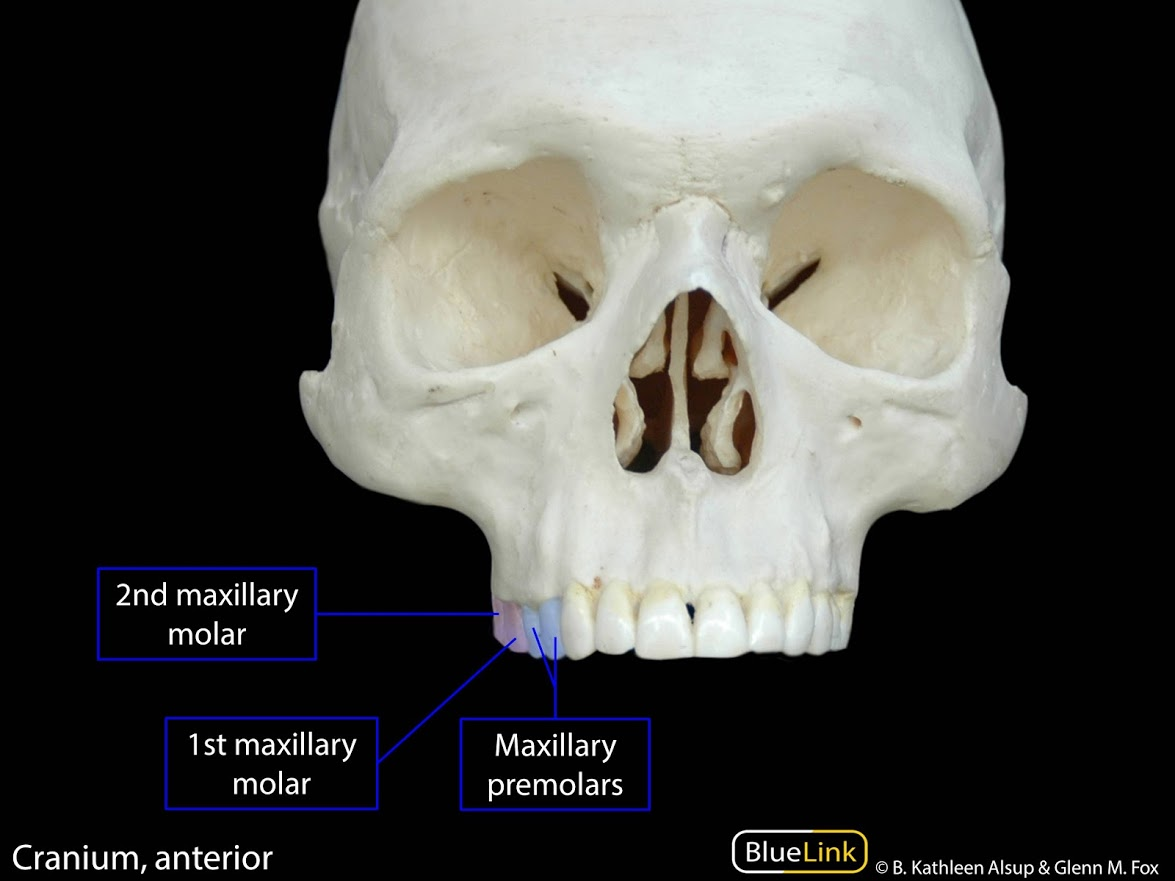 2nd maxillary
molar
1st maxillary
molar
Maxillary
premolars
Cranium, anterior
BlueLink
© B. Kathleen Alsup & Glenn M. Fox